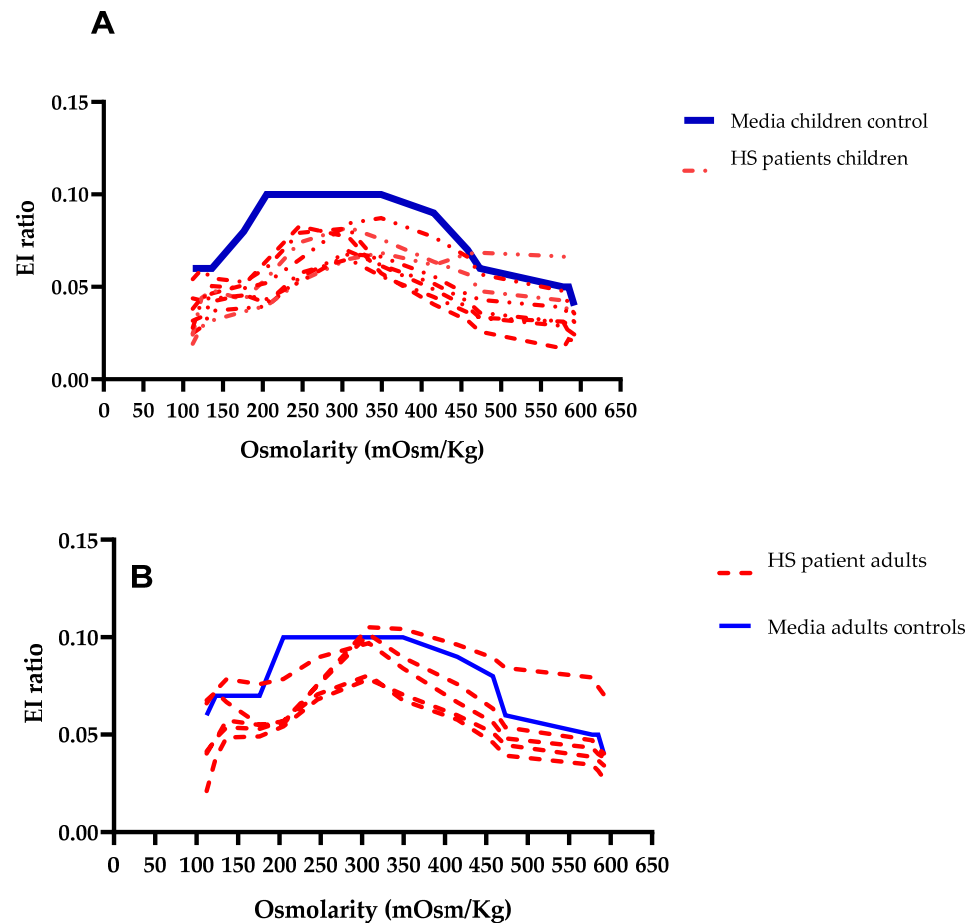 A
0.15
0.10
0.05
0.00
EI ratio
0 50 100 150 200 250 300 350 400 450 500 550 600 650
Osmolarity (mOsm/Kg)
Media children control
HS patients children
B
0.15
0.10
0.05
0.00
EI ratio
0 50 100 150 200 250 300 350 400 450 500 550 600 650
Osmolarity (mOsm/Kg)
HS patient adults
Media adults controls